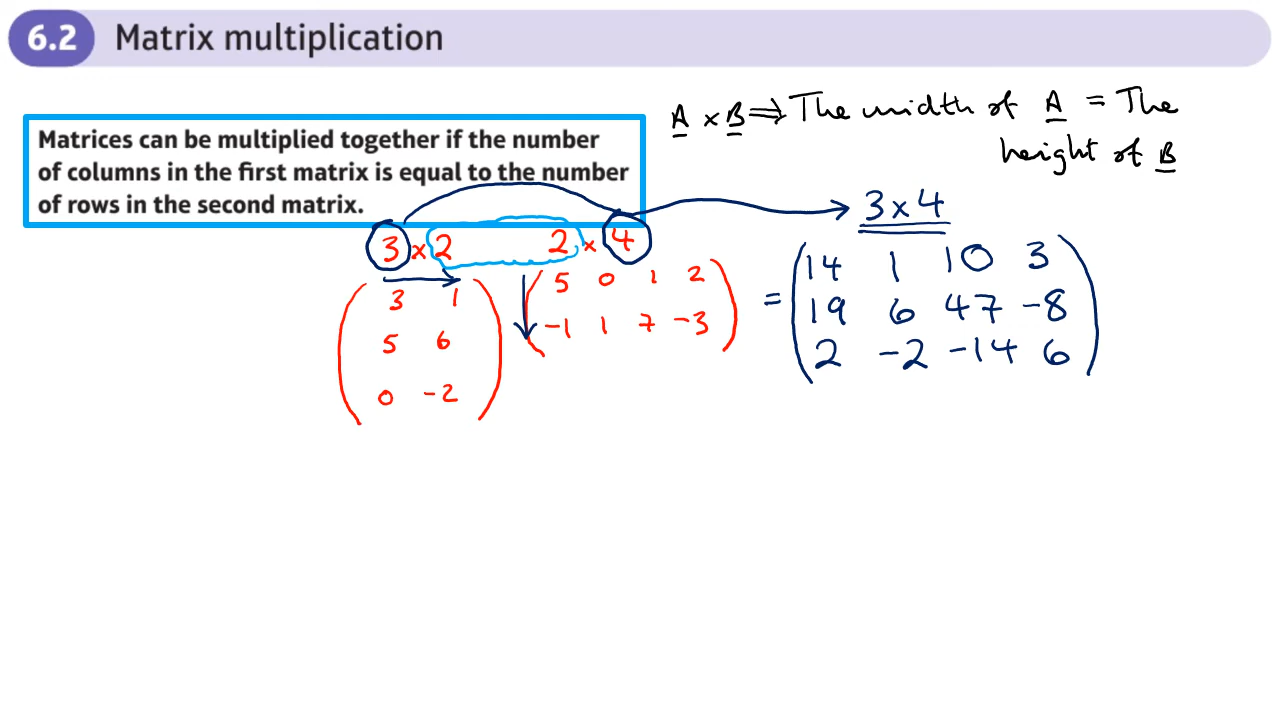 6.2 Matrix multiplication
A × B ⇒ The width of A = The
height of B
Matrices can be multiplied together if the number
of columns in the first matrix is equal to the number
of rows in the second matrix.
3 × 2 2 × 4 3 × 4
3 1
5 6
0 -2
5 0 1 2
-1 1 7 -3
=
14 1 10 3
19 6 47 -8
2 -2 -14 6